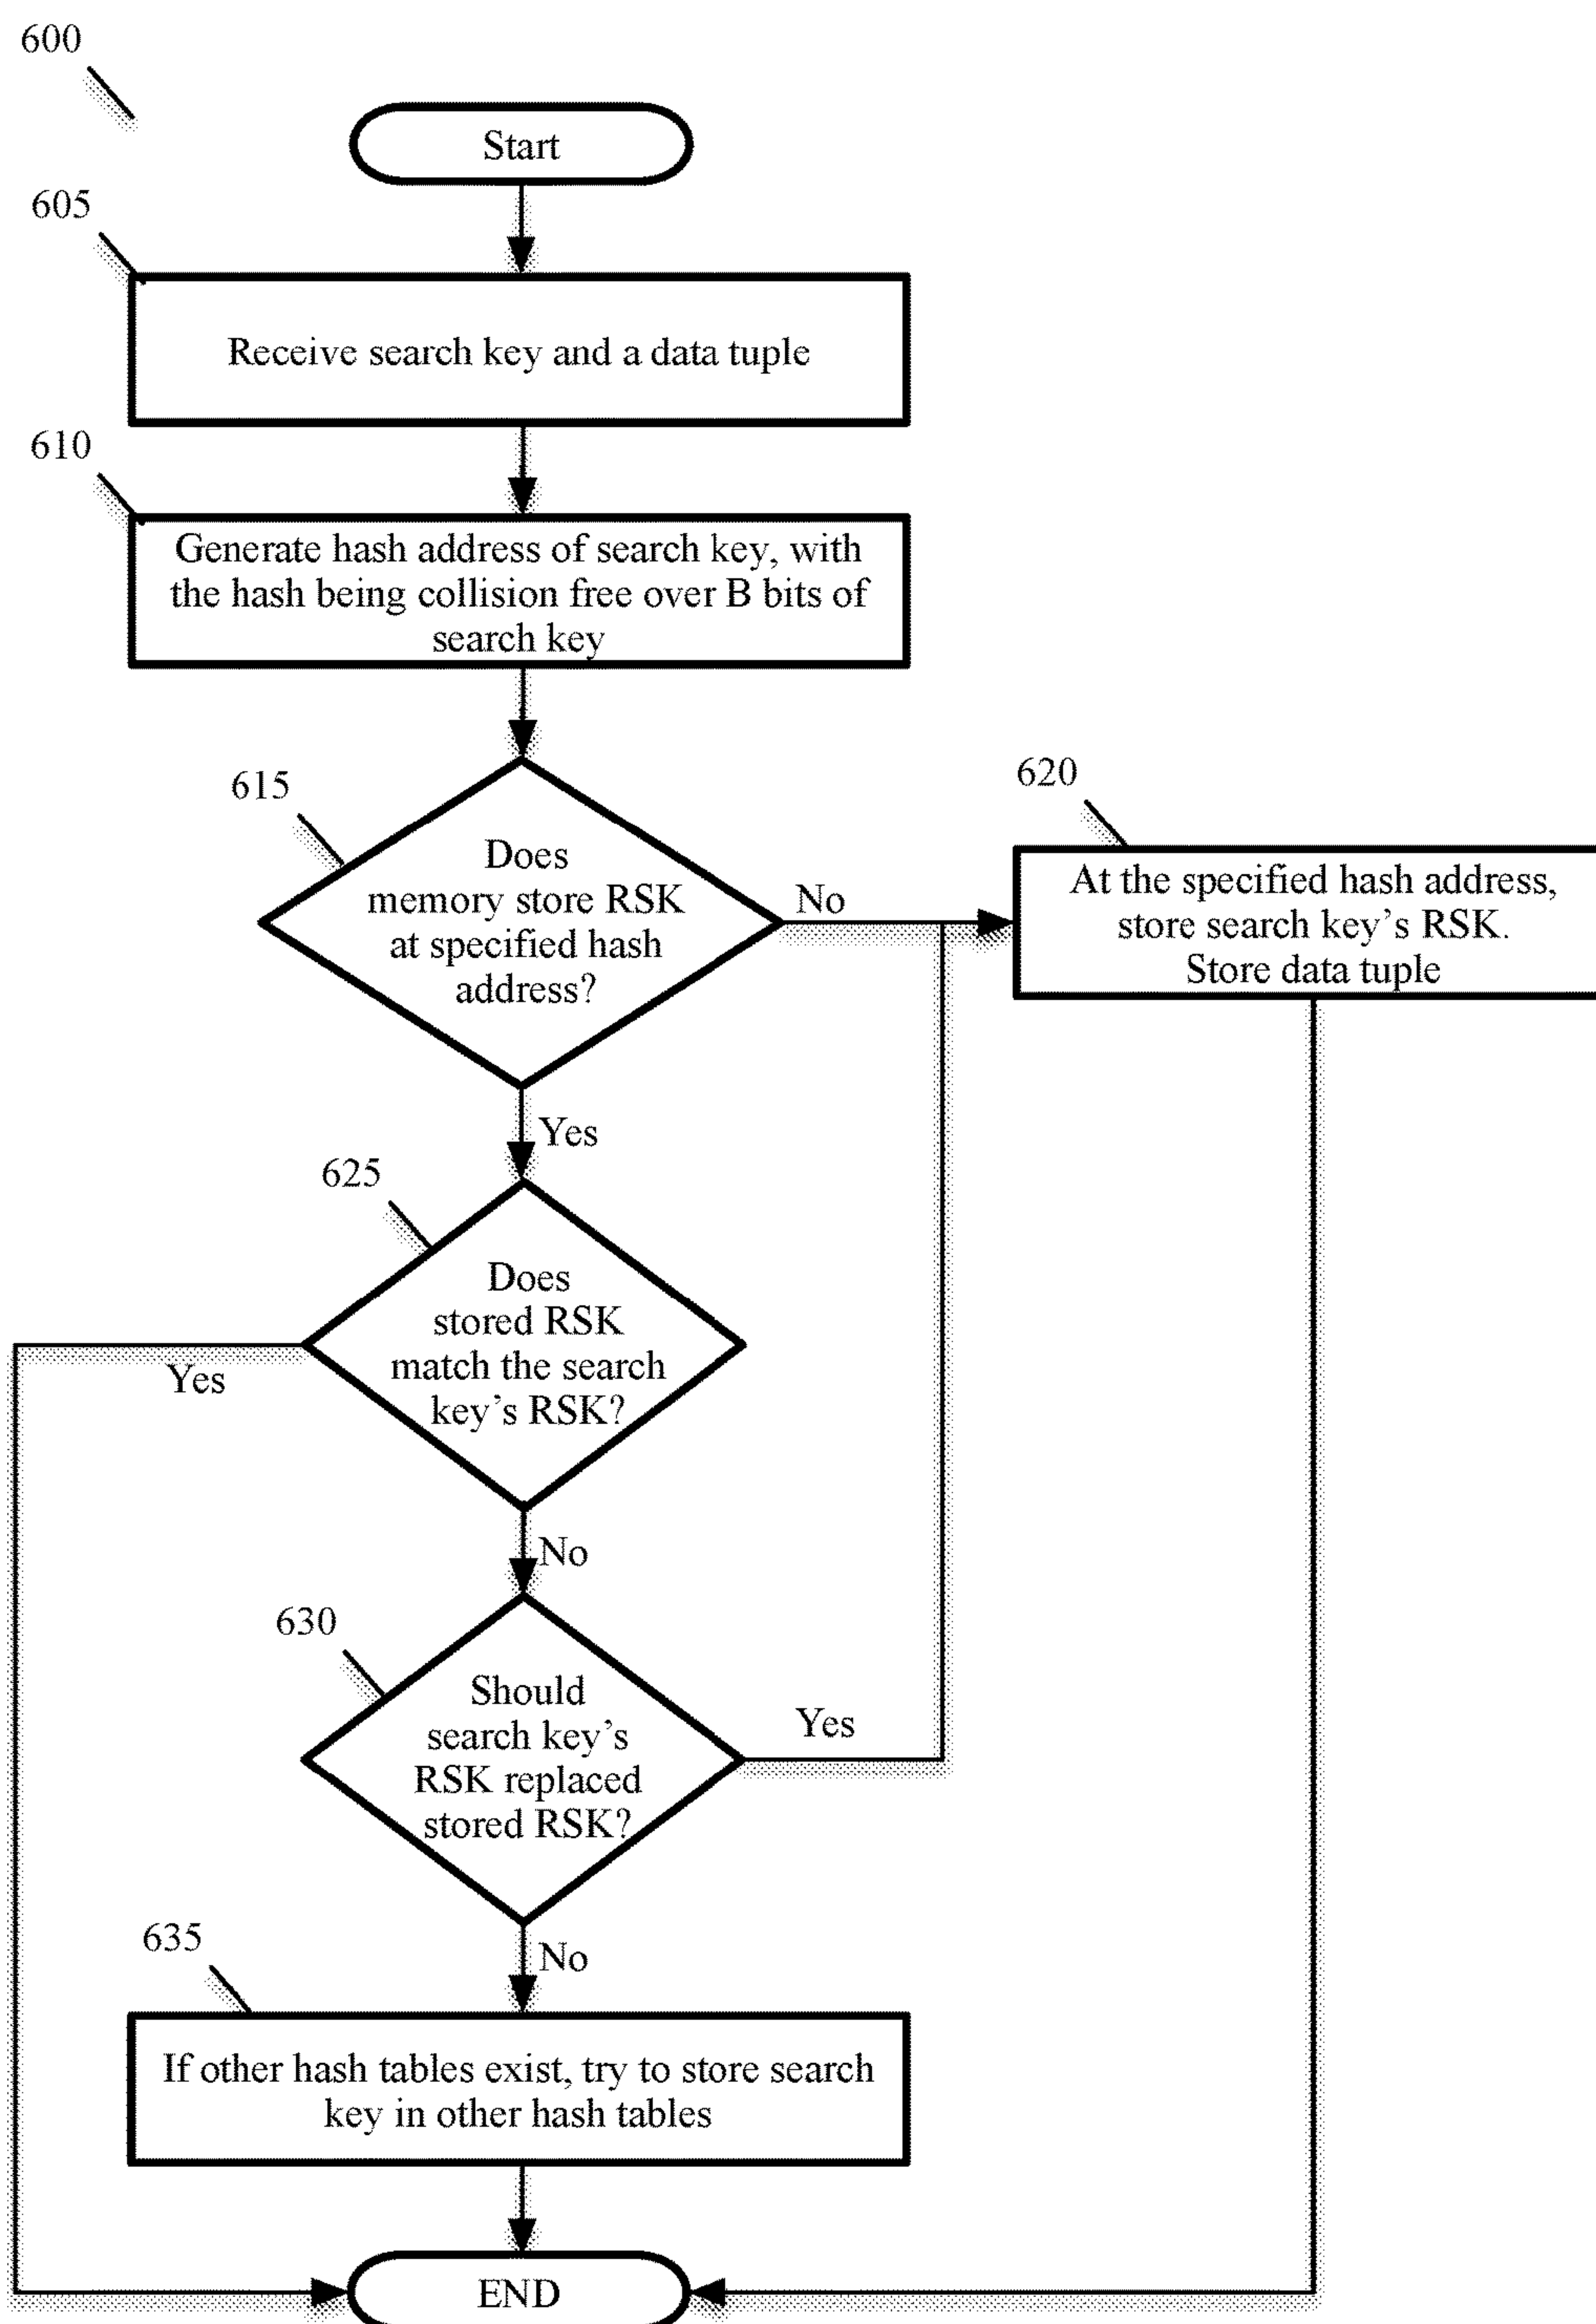 600
Start
605
Receive search key and a data tuple
610
Generate hash address of search key, with
the hash being collision free over B bits of
search key
615
Does
memory store RSK
at specified hash
address?
No
620
At the specified hash address,
store search key's RSK.
Store data tuple
Yes
625
Does
stored RSK
match the search
key's RSK?
Yes
No
630
Should
search key's
RSK replaced
stored RSK?
Yes
No
635
If other hash tables exist, try to store search
key in other hash tables
END